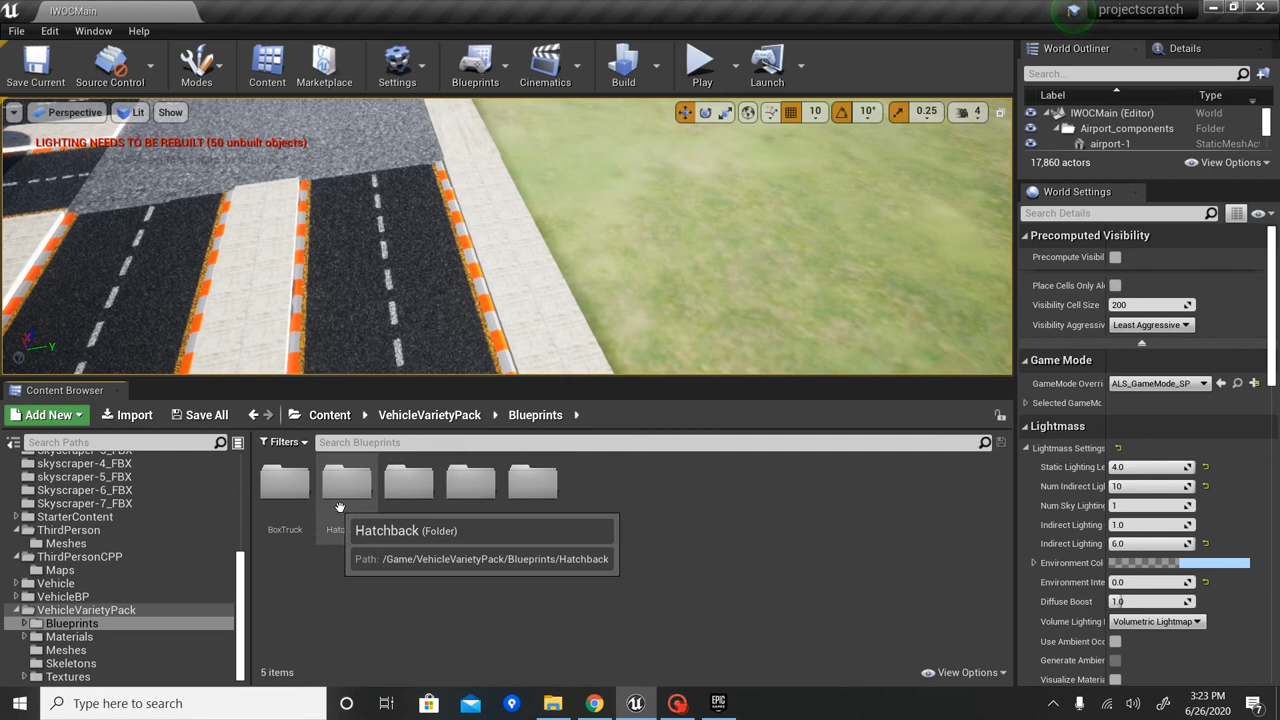 IWOCMain
projectscratch
File Edit Window Help
Save Current
Source Control
Modes
Content
Marketplace
Settings
Blueprints
Cinematics
Build
Play
Launch
Perspective
Lit
Show
10
10°
0.25
4
LIGHTING NEEDS TO BE REBUILT (50 unbuilt objects)
World Outliner
Details
Search...
Label
Type
IWOCMain (Editor)
World
Airport_components
Folder
airport-1
StaticMeshAct
17,860 actors
View Options
World Settings
Search Details
Precomputed Visibility
Precompute Visibil
Place Cells Only Al
Visibility Cell Size
200
Visibility Aggressiv
Least Aggressive
Game Mode
GameMode Overri
ALS_GameMode_SP
Selected GameMo
Lightmass
Lightmass Settings
Static Lighting Le
4.0
Num Indirect Ligh
10
Num Sky Lighting
1
Indirect Lighting
1.0
Indirect Lighting
6.0
Environment Col
Environment Inte
0.0
Diffuse Boost
1.0
Volume Lighting
Volumetric Lightmap
Use Ambient Occ
Generate Ambien
Visualize Materia
Content Browser
Add New
Import
Save All
Content
VehicleVarietyPack
Blueprints
Search Paths
Filters
Search Blueprints
skyscraper-4_FBX
skyscraper-5_FBX
Skyscraper-6_FBX
Skyscraper-7_FBX
StarterContent
ThirdPerson
Meshes
ThirdPersonCPP
Maps
Vehicle
VehicleBP
VehicleVarietyPack
Blueprints
Materials
Meshes
Skeletons
Textures
BoxTruck
Hatc
Hatchback (Folder)
Path: /Game/VehicleVarietyPack/Blueprints/Hatchback
5 items
View Options
Type here to search
3:23 PM
6/26/2020